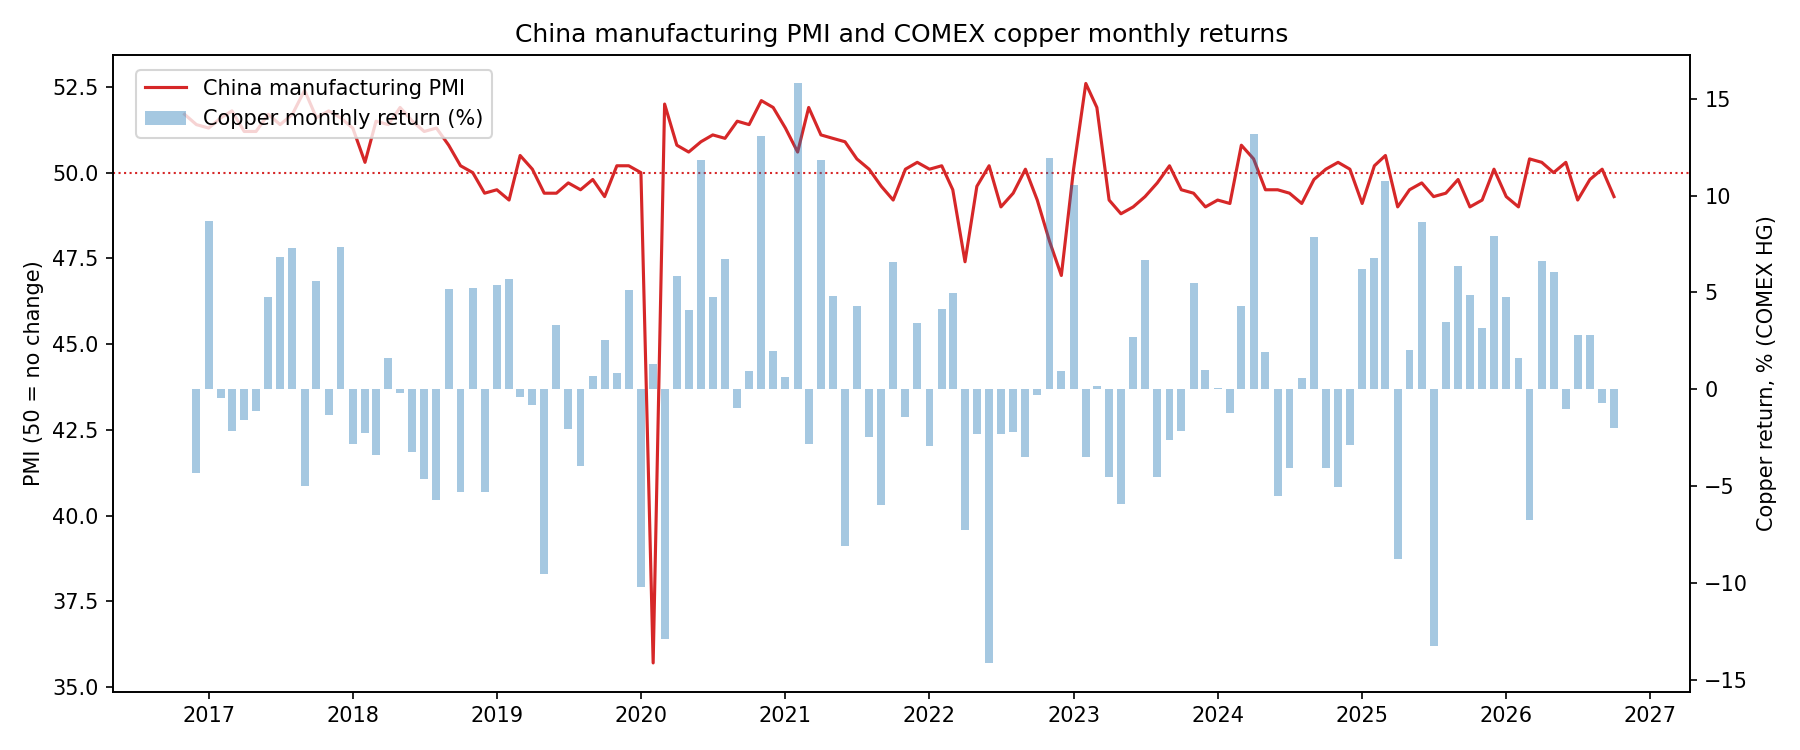 China manufacturing PMI and COMEX copper monthly returns
China manufacturing PMI
Copper monthly return (%)
PMI (50 = no change)
52.5
50.0
47.5
45.0
42.5
40.0
37.5
35.0
15
10
5
0
−5
−10
−15
Copper return, % (COMEX HG)
2017 2018 2019 2020 2021 2022 2023 2024 2025 2026 2027